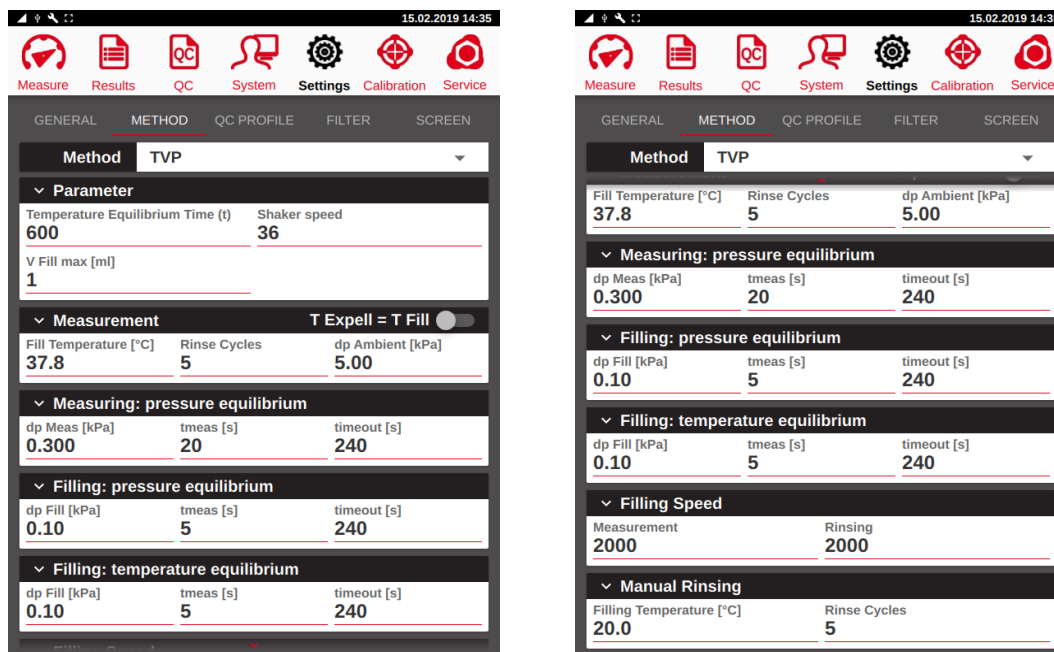 15.02.2019 14:35
Measure Results QC System Settings Calibration Service
GENERAL METHOD QC PROFILE FILTER SCREEN
Method TVP
Parameter
Temperature Equilibrium Time (t) Shaker speed
600 36
V Fill max [ml]
1
Measurement T Expell = T Fill
Fill Temperature [°C] Rinse Cycles dp Ambient [kPa]
37.8 5 5.00
Measuring: pressure equilibrium
dp Meas [kPa] tmeas [s] timeout [s]
0.300 20 240
Filling: pressure equilibrium
dp Fill [kPa] tmeas [s] timeout [s]
0.10 5 240
Filling: temperature equilibrium
dp Fill [kPa] tmeas [s] timeout [s]
0.10 5 240
Filling Speed
15.02.2019 14:3
Measure Results QC System Settings Calibration Service
GENERAL METHOD QC PROFILE FILTER SCREEN
Method TVP
Fill Temperature [°C] Rinse Cycles dp Ambient [kPa]
37.8 5 5.00
Measuring: pressure equilibrium
dp Meas [kPa] tmeas [s] timeout [s]
0.300 20 240
Filling: pressure equilibrium
dp Fill [kPa] tmeas [s] timeout [s]
0.10 5 240
Filling: temperature equilibrium
dp Fill [kPa] tmeas [s] timeout [s]
0.10 5 240
Filling Speed
Measurement Rinsing
2000 2000
Manual Rinsing
Filling Temperature [°C] Rinse Cycles
20.0 5